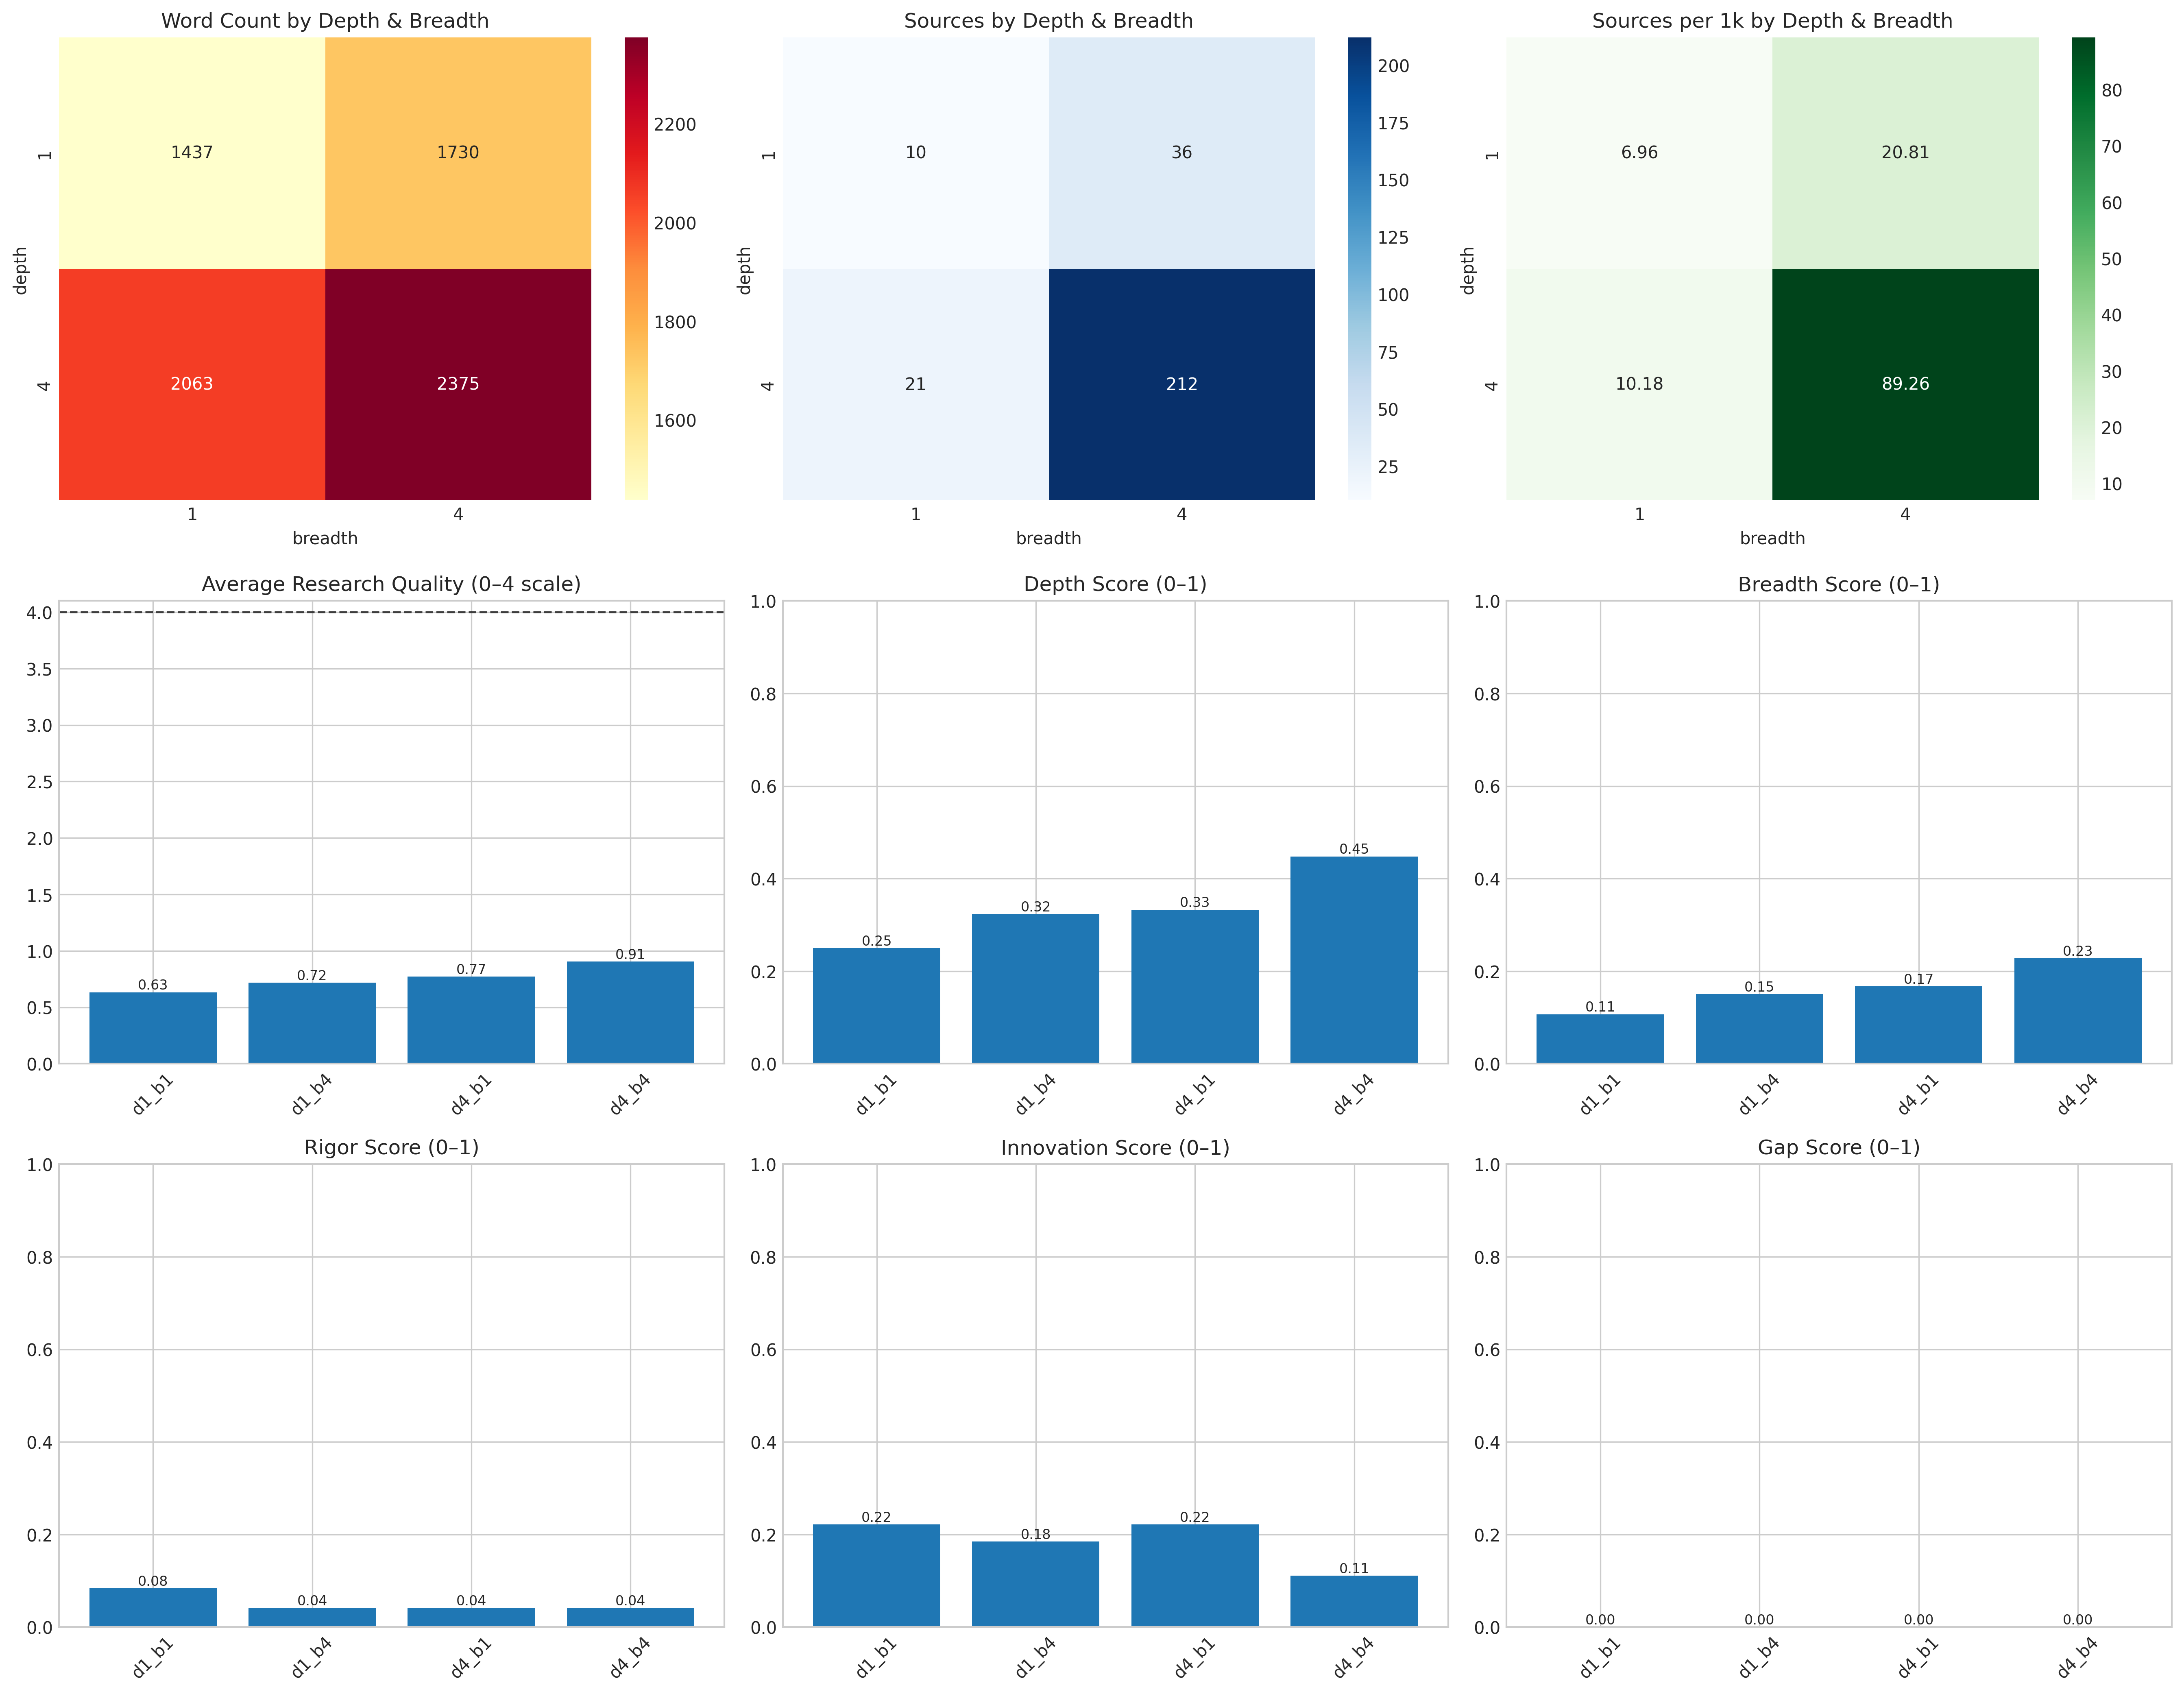 Word Count by Depth & Breadth
1437 1730
2063 2375
1
4
depth
1 4
breadth
2200
2000
1800
1600
Sources by Depth & Breadth
10 36
21 212
1
4
depth
1 4
breadth
200
175
150
125
100
75
50
25
Sources per 1k by Depth & Breadth
6.96 20.81
10.18 89.26
1
4
depth
1 4
breadth
80
70
60
50
40
30
20
10
Average Research Quality (0–4 scale)
4.0
3.5
3.0
2.5
2.0
1.5
1.0
0.5
0.0
0.63 0.72 0.77 0.91
d1_b1 d1_b4 d4_b1 d4_b4
Depth Score (0–1)
1.0
0.8
0.6
0.4
0.2
0.0
0.25 0.32 0.33 0.45
d1_b1 d1_b4 d4_b1 d4_b4
Breadth Score (0–1)
1.0
0.8
0.6
0.4
0.2
0.0
0.11 0.15 0.17 0.23
d1_b1 d1_b4 d4_b1 d4_b4
Rigor Score (0–1)
1.0
0.8
0.6
0.4
0.2
0.0
0.08 0.04 0.04 0.04
d1_b1 d1_b4 d4_b1 d4_b4
Innovation Score (0–1)
1.0
0.8
0.6
0.4
0.2
0.0
0.22 0.18 0.22 0.11
d1_b1 d1_b4 d4_b1 d4_b4
Gap Score (0–1)
1.0
0.8
0.6
0.4
0.2
0.0
0.00 0.00 0.00 0.00
d1_b1 d1_b4 d4_b1 d4_b4